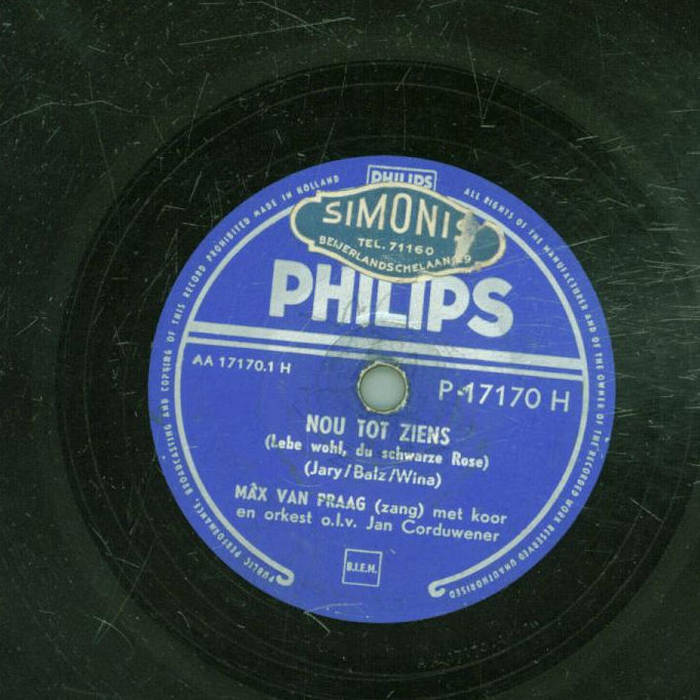 PHILIPS
SIMONI
TEL. 71160
BEIJERLANDSCHELAAN 9
PHILIPS
AA 17170.1 H
P-17170 H
NOU TOT ZIENS
(Lebe wohl, du schwarze Rose)
(Jary/Balz/Wina)
MAX VAN PRAAG (zang) met koor
en orkest o.l.v. Jan Corduwener
B.I.E.M.
ALL RIGHTS OF THE MANUFACTURER AND OF THE OWNER OF THE RECORDED WORK RESERVED UNAUTHORISED
PUBLIC PERFORMANCE, BROADCASTING AND COPYING OF THIS RECORD PROHIBITED MADE IN HOLLAND